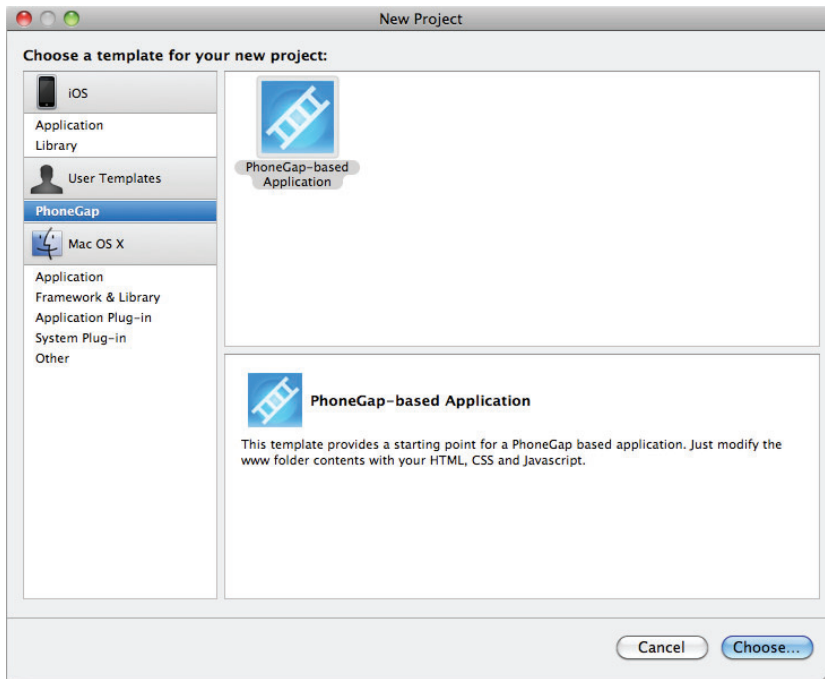 New Project
Choose a template for your new project:
iOS
Application
Library
User Templates
PhoneGap
Mac OS X
Application
Framework & Library
Application Plug-in
System Plug-in
Other
PhoneGap-based
Application
PhoneGap-based Application
This template provides a starting point for a PhoneGap based application. Just modify the
www folder contents with your HTML, CSS and Javascript.
Cancel
Choose...